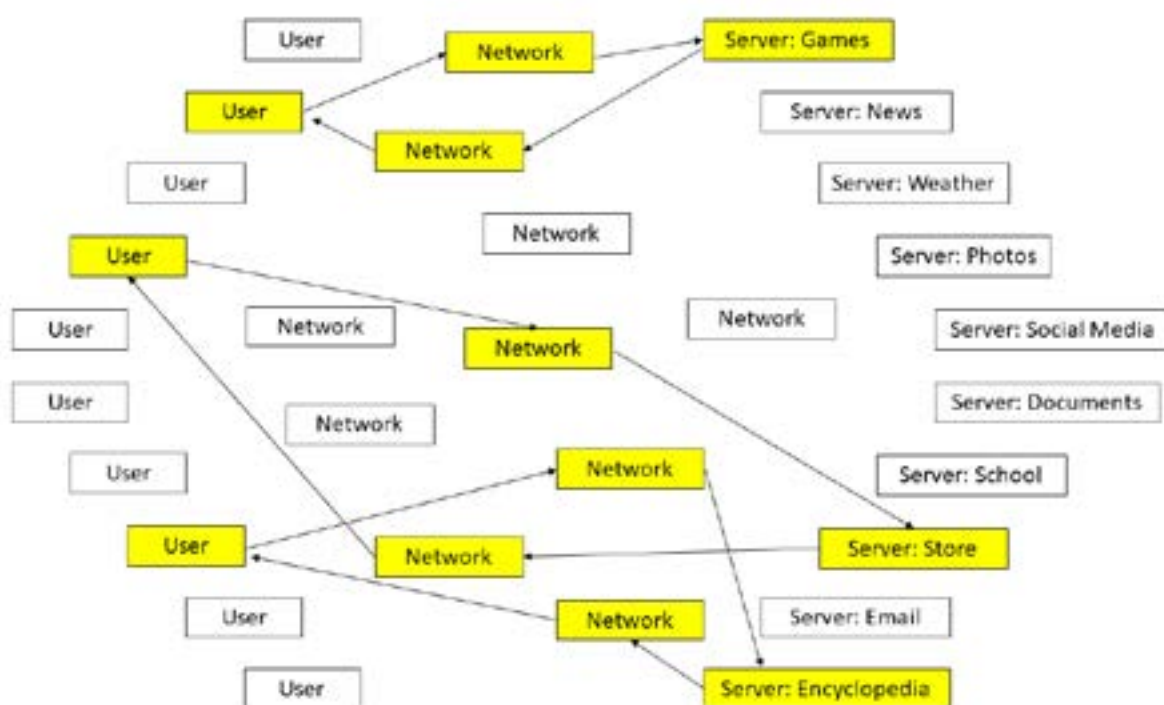 User
Network
Server: Games
User
Server: News
Network
User
Server: Weather
Network
User
Server: Photos
User
Network
Network
Server: Social Media
Network
User
Server: Documents
Network
User
Network
Server: School
User
Network
Server: Store
User
Network
Server: Email
User
Server: Encyclopedia